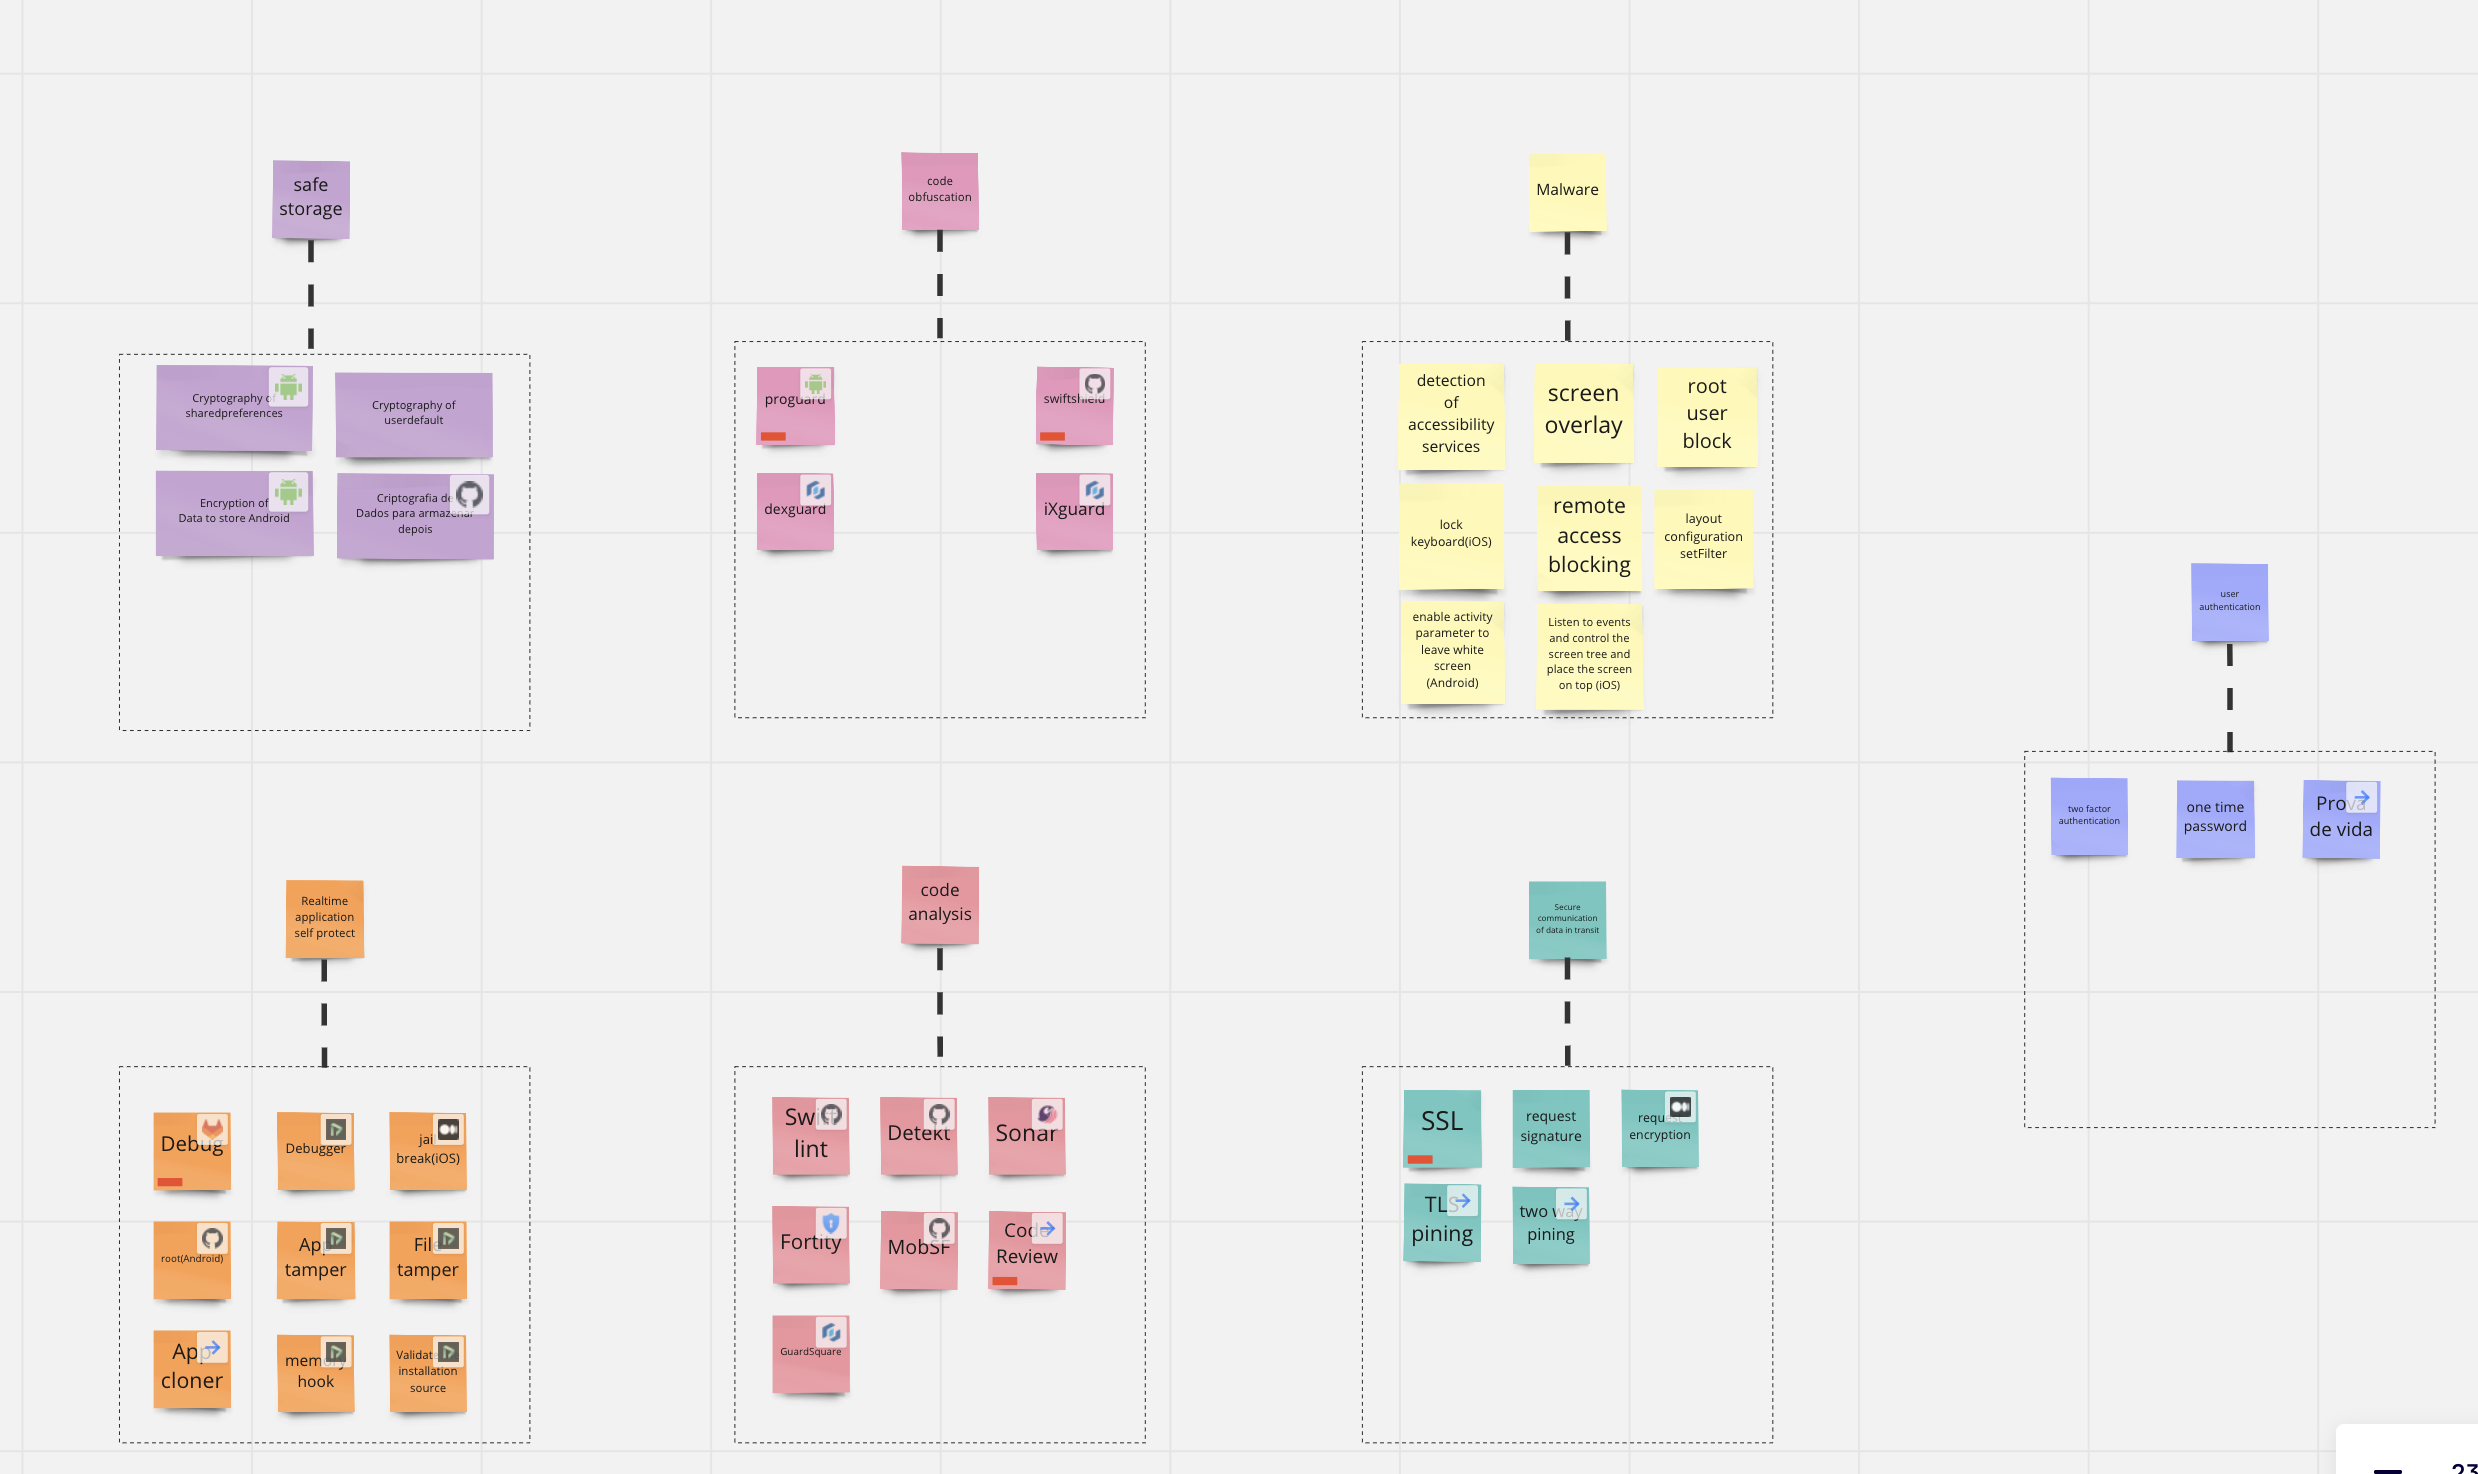 safe
storage
code
obfuscation
Malware
Cryptography of
sharedpreferences
Cryptography of
userdefault
Encryption of
Data to store Android
Criptografia de
Dados para armazenar
depois
proguard
swiftshield
dexguard
iXguard
detection
of
accessibility
services
screen
overlay
root
user
block
lock
keyboard(iOS)
remote
access
blocking
layout
configuration
setFilter
enable activity
parameter to
leave white
screen
(Android)
Listen to events
and control the
screen tree and
place the screen
on top (iOS)
user
authentication
two factor
authentication
one time
password
Prova
de vida
Realtime
application
self protect
code
analysis
Secure
communication
of data in transit
Debug
Debugger
jail
break(iOS)
root(Android)
App
tamper
File
tamper
App
cloner
memory
hook
Validate
installation
source
Swift
lint
Detekt
Sonar
Fortity
MobSF
Code
Review
GuardSquare
SSL
request
signature
request
encryption
TLS
pining
two way
pining